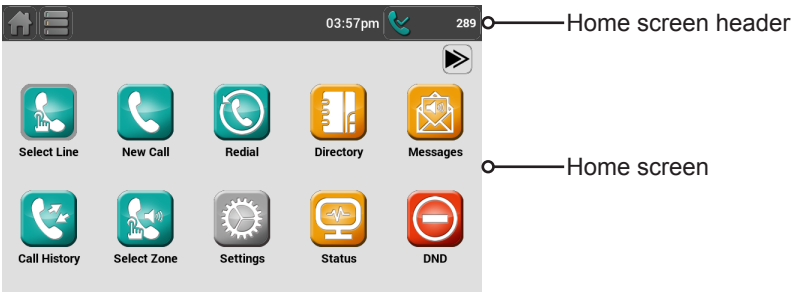 03:57pm 289 Home screen header
Select Line New Call Redial Directory Messages
Home screen
Call History Select Zone Settings Status DND